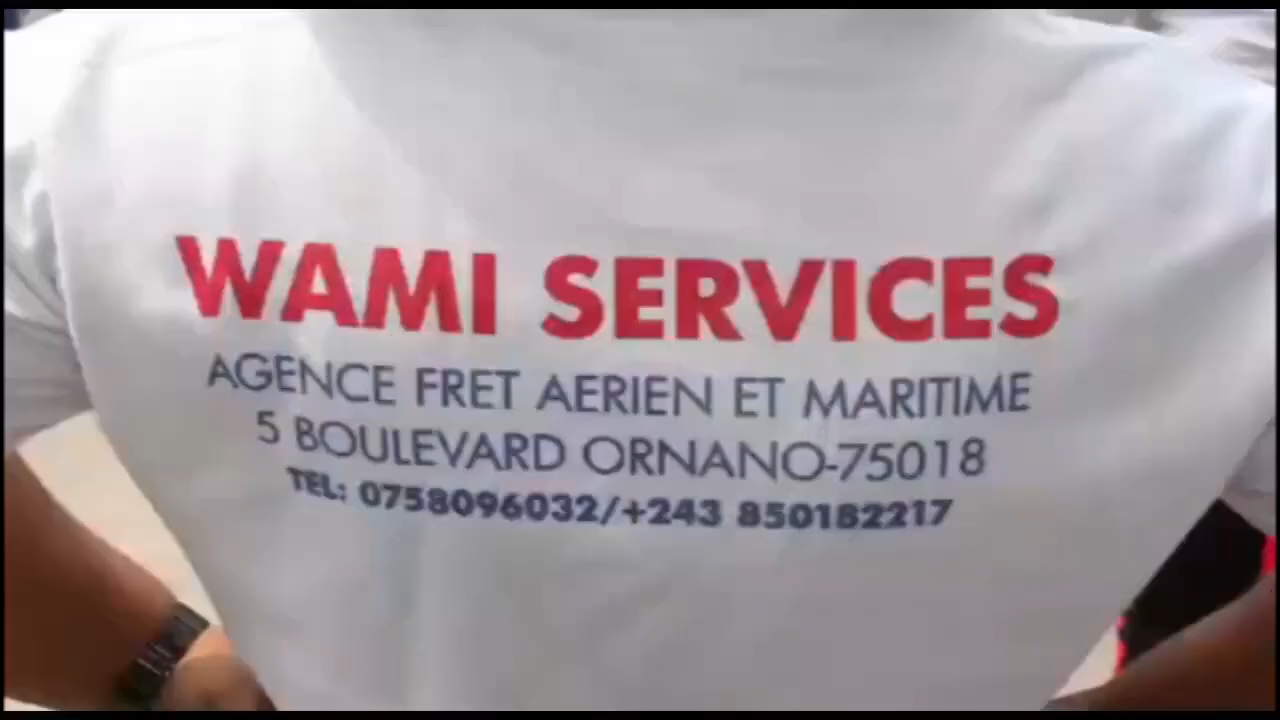 WAMI SERVICES
AGENCE FRET AERIEN ET MARITIME
5 BOULEVARD ORNANO-75018
TEL: 0758096032/+243 850182217